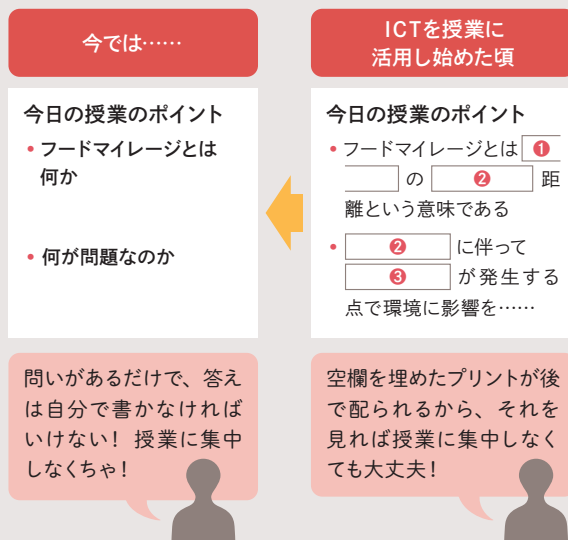 今では……
今日の授業のポイント
• フードマイレージとは
何か
• 何が問題なのか
問いがあるだけで、答え
は自分で書かなければ
いけない！ 授業に集中
しなくちゃ！
ICTを授業に
活用し始めた頃
今日の授業のポイント
• フードマイレージとは ❶
の ❷ 距
離という意味である
• ❷ に伴って
❸ が発生する
点で環境に影響を……
空欄を埋めたプリントが後
で配られるから、それを
見れば授業に集中しなく
ても大丈夫！